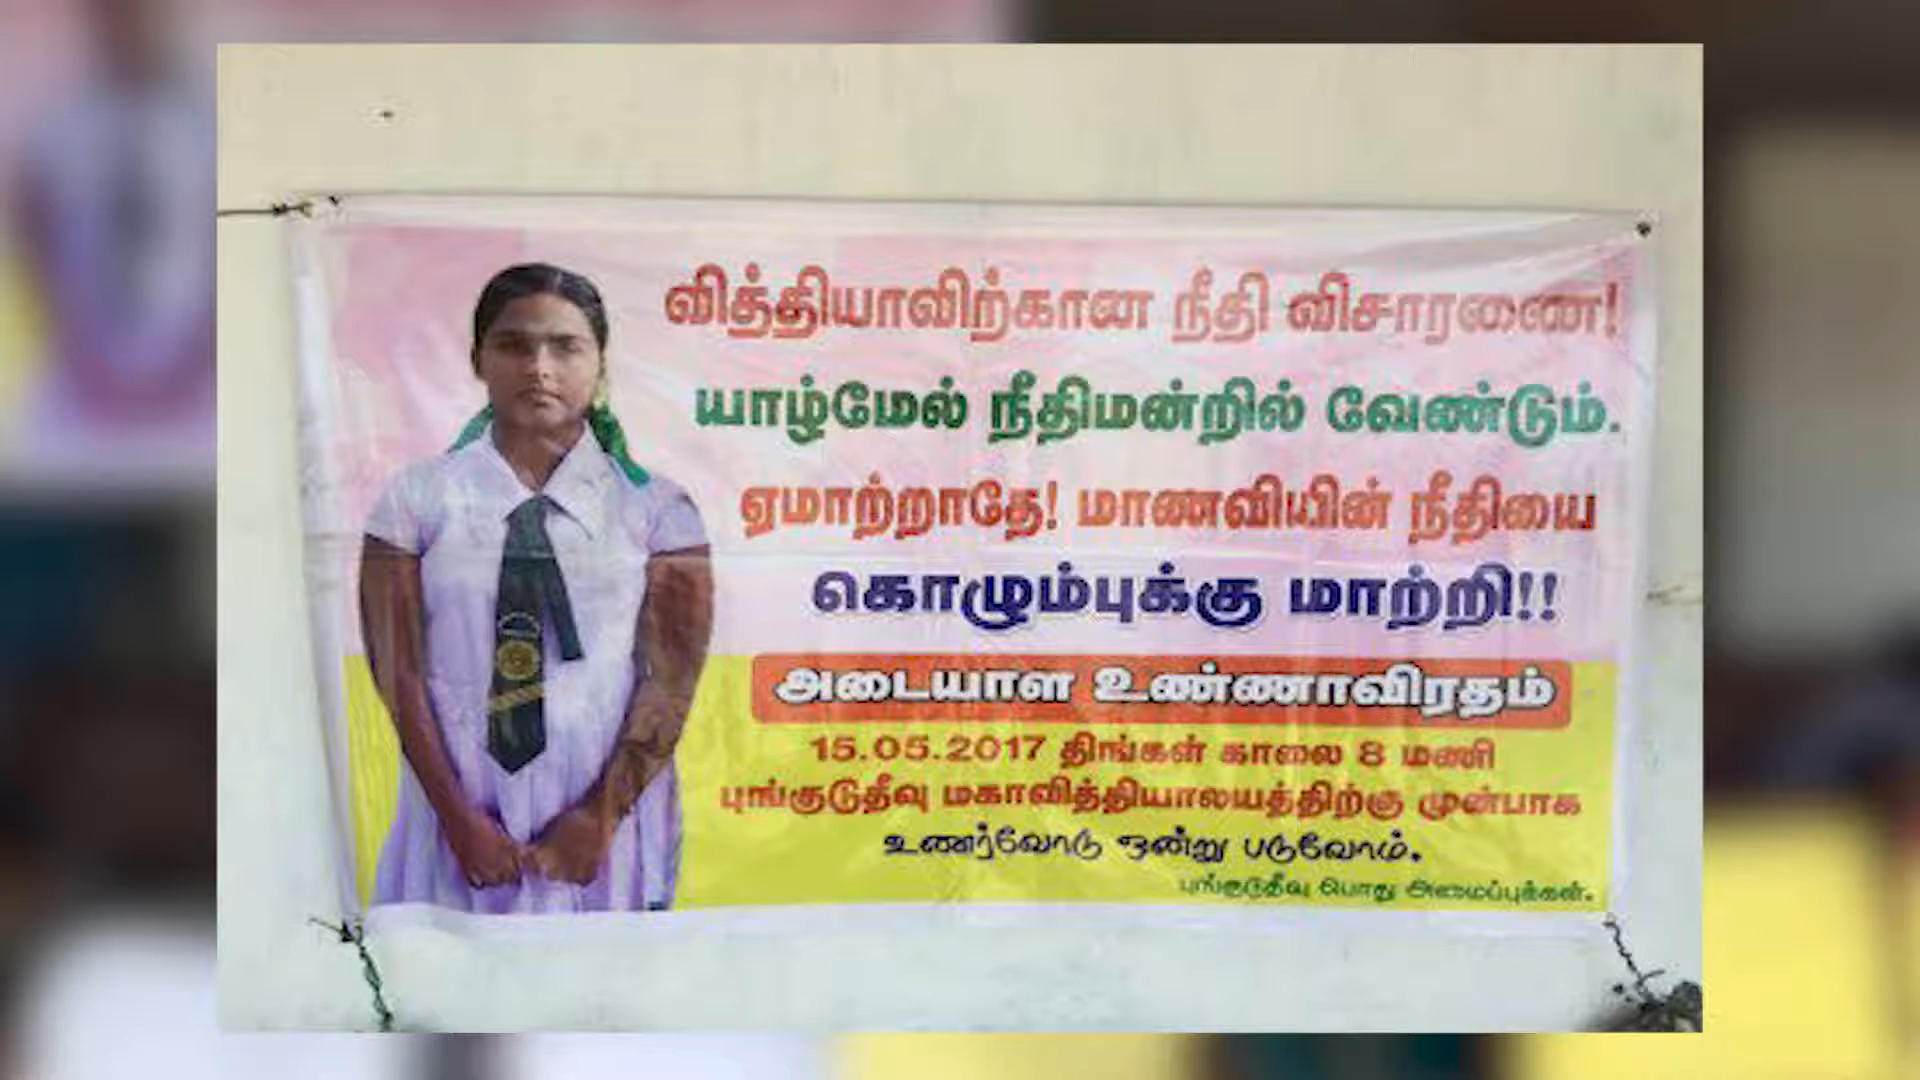 வித்தியாவிற்கான நீதி விசாரணை!
யாழ்மேல் நீதிமன்றில் வேண்டும்.
ஏமாற்றாதே! மாணவியின் நீதியை
கொழும்புக்கு மாற்றி!!
அடையாள உண்ணாவிரதம்
15.05.2017 திங்கள் காலை 8 மணி
புங்குடுதீவு மகாவித்தியாலயத்திற்கு முன்பாக
உணர்வோடு ஒன்று படுவோம்.
புங்குடுதீவு பொது அமைப்புக்கள்.